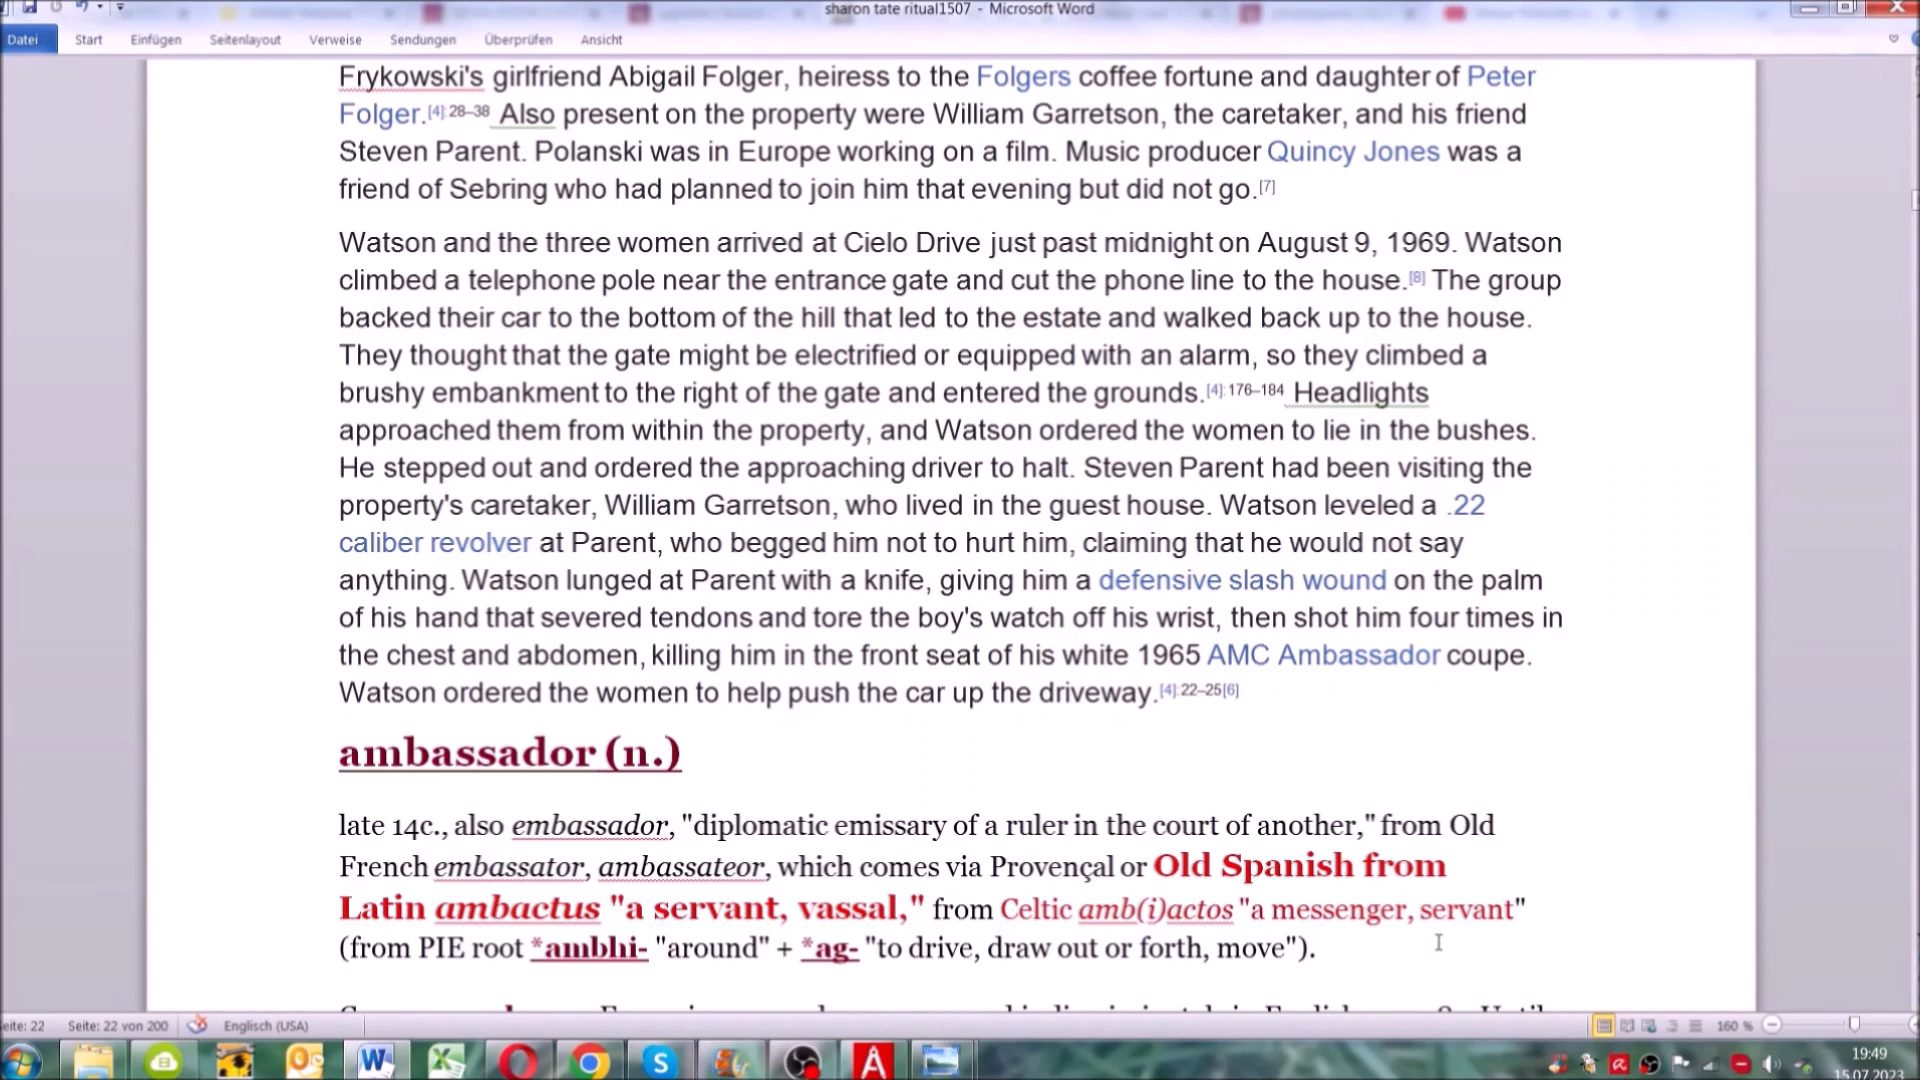 sharon tate ritual1507 - Microsoft Word
Datei Start Einfügen Seitenlayout Verweise Sendungen Überprüfen Ansicht
Frykowski's girlfriend Abigail Folger, heiress to the Folgers coffee fortune and daughter of Peter
Folger.[4]:28–38 Also present on the property were William Garretson, the caretaker, and his friend
Steven Parent. Polanski was in Europe working on a film. Music producer Quincy Jones was a
friend of Sebring who had planned to join him that evening but did not go.[7]
Watson and the three women arrived at Cielo Drive just past midnight on August 9, 1969. Watson
climbed a telephone pole near the entrance gate and cut the phone line to the house.[8] The group
backed their car to the bottom of the hill that led to the estate and walked back up to the house.
They thought that the gate might be electrified or equipped with an alarm, so they climbed a
brushy embankment to the right of the gate and entered the grounds.[4]:176–184 Headlights
approached them from within the property, and Watson ordered the women to lie in the bushes.
He stepped out and ordered the approaching driver to halt. Steven Parent had been visiting the
property's caretaker, William Garretson, who lived in the guest house. Watson leveled a .22
caliber revolver at Parent, who begged him not to hurt him, claiming that he would not say
anything. Watson lunged at Parent with a knife, giving him a defensive slash wound on the palm
of his hand that severed tendons and tore the boy's watch off his wrist, then shot him four times in
the chest and abdomen, killing him in the front seat of his white 1965 AMC Ambassador coupe.
Watson ordered the women to help push the car up the driveway.[4]:22–25[6]
ambassador (n.)
late 14c., also embassador, "diplomatic emissary of a ruler in the court of another," from Old
French embassator, ambassateor, which comes via Provençal or Old Spanish from
Latin ambactus "a servant, vassal," from Celtic amb(i)actos "a messenger, servant"
(from PIE root *ambhi- "around" + *ag- "to drive, draw out or forth, move").
eite: 22 Seite: 22 von 200 Englisch (USA) 160 %
19:49
15.07.2023